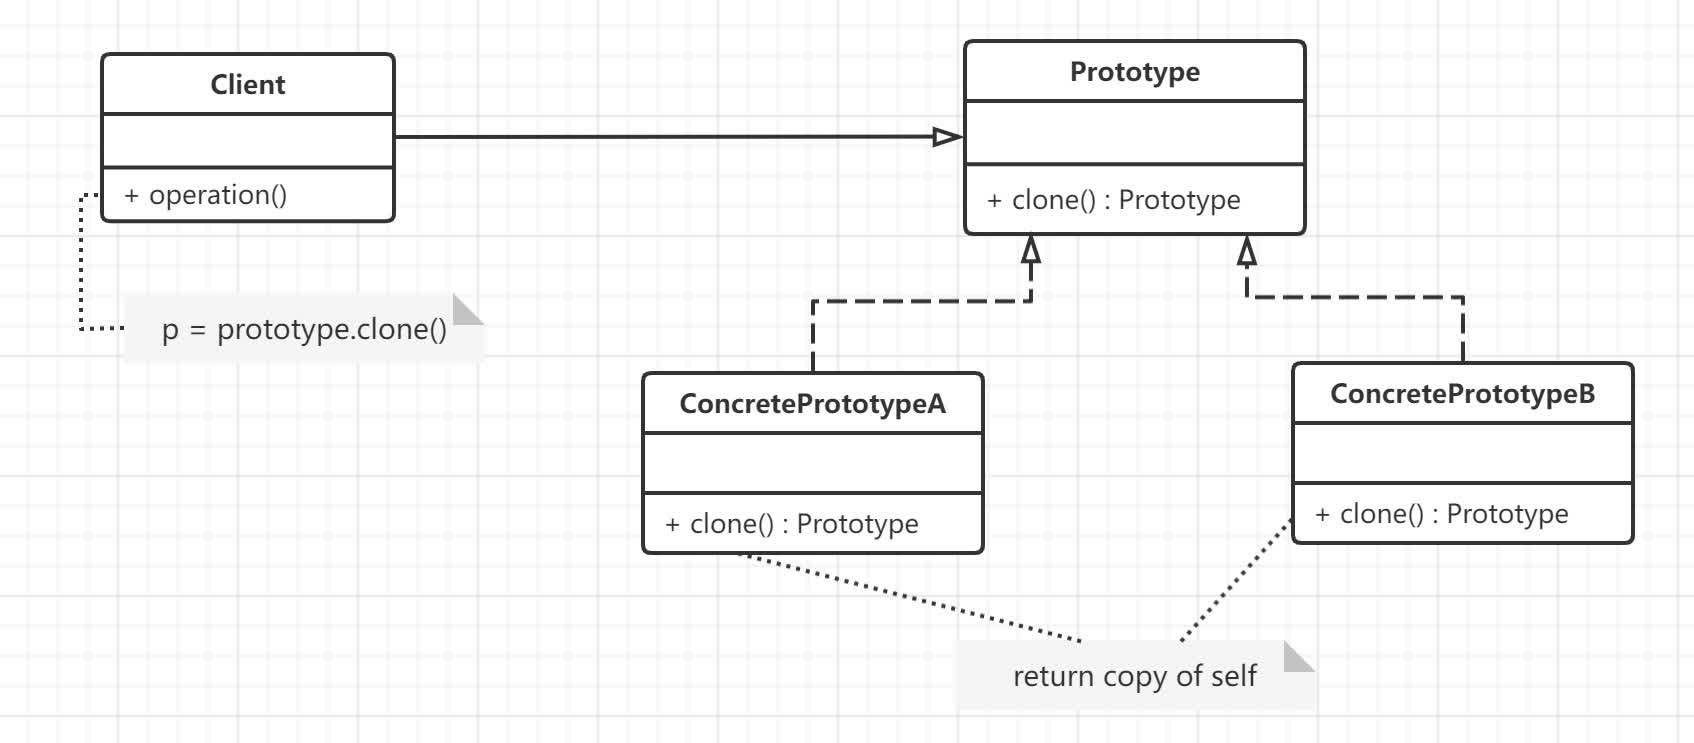 Client
+ operation()
p = prototype.clone()
Prototype
+ clone() : Prototype
ConcretePrototypeA
+ clone() : Prototype
ConcretePrototypeB
+ clone() : Prototype
return copy of self